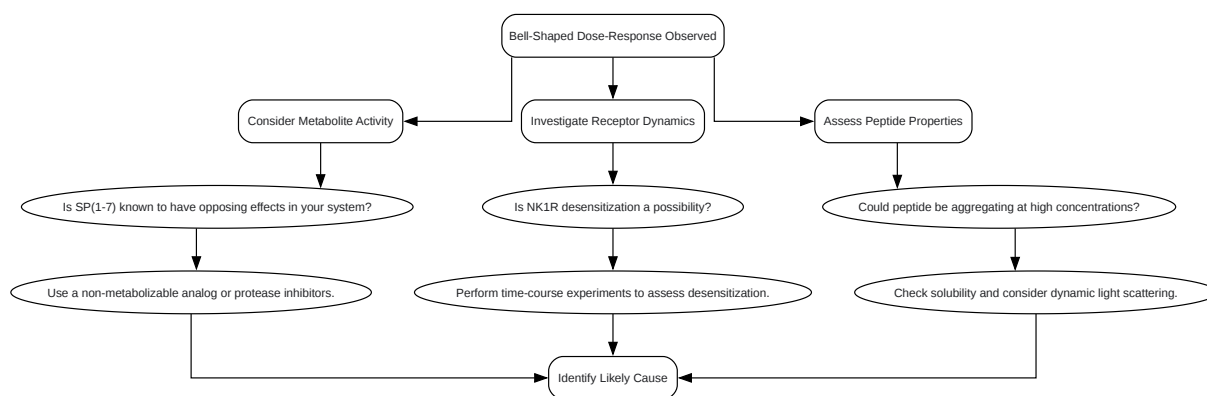 Bell-Shaped Dose-Response Observed
Consider Metabolite Activity
Investigate Receptor Dynamics
Assess Peptide Properties
Is SP(1-7) known to have opposing effects in your system?
Is NK1R desensitization a possibility?
Could peptide be aggregating at high concentrations?
Use a non-metabolizable analog or protease inhibitors.
Perform time-course experiments to assess desensitization.
Check solubility and consider dynamic light scattering.
Identify Likely Cause